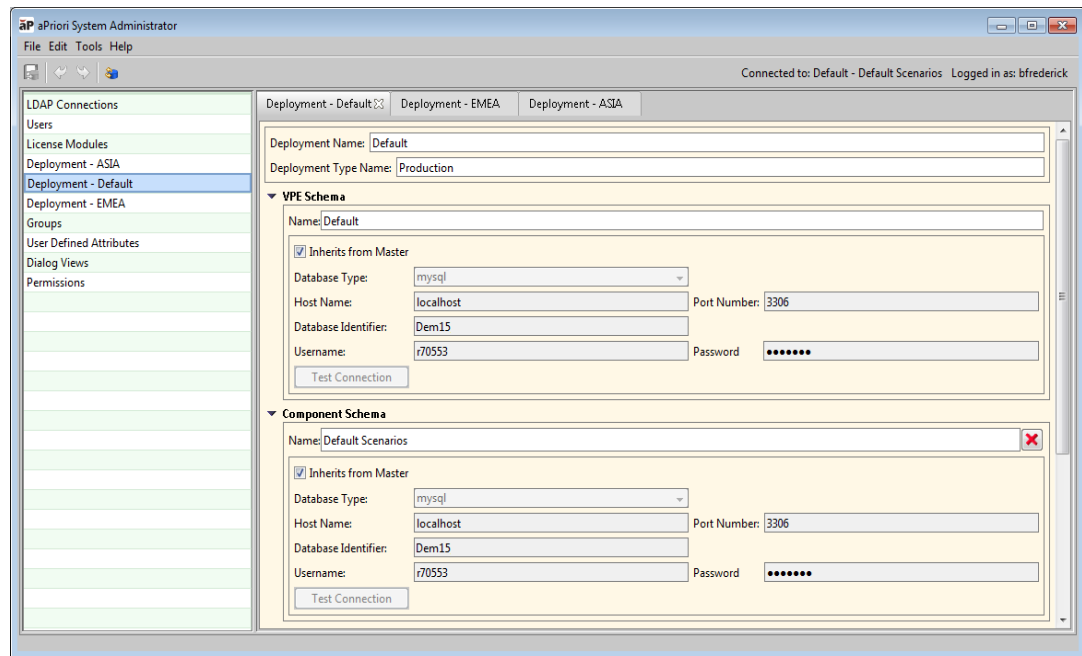 aP aPriori System Administrator
File Edit Tools Help
Connected to: Default - Default Scenarios Logged in as: bfrederick
LDAP Connections
Users
License Modules
Deployment - ASIA
Deployment - Default
Deployment - EMEA
Groups
User Defined Attributes
Dialog Views
Permissions
Deployment - Default Deployment - EMEA Deployment - ASIA
Deployment Name: Default
Deployment Type Name: Production
VPE Schema
Name: Default
Inherits from Master
Database Type: mysql
Host Name: localhost Port Number: 3306
Database Identifier: Dem15
Username: r70553 Password •••••••
Test Connection
Component Schema
Name: Default Scenarios
Inherits from Master
Database Type: mysql
Host Name: localhost Port Number: 3306
Database Identifier: Dem15
Username: r70553 Password •••••••
Test Connection